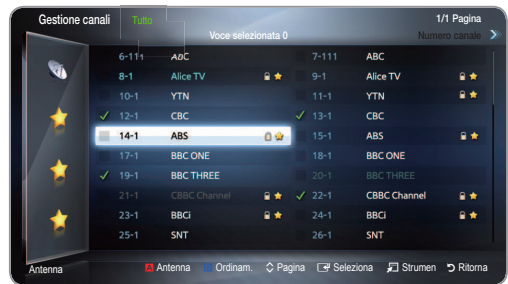 Gestione canali Tutto 1/1 Pagina
Voce selezionata 0 Numero canale
6-111 ABC 7-111 ABC
8-1 Alice TV 9-1 Alice TV
10-1 YTN 11-1 YTN
12-1 CBC 13-1 CBC
14-1 ABS 15-1 ABS
17-1 BBC ONE 18-1 BBC ONE
19-1 BBC THREE 20-1 BBC THREE
21-1 CBBC Channel 22-1 CBBC Channel
23-1 BBCi 24-1 BBCi
25-1 SNT 26-1 SNT
Antenna A Antenna Ordinam. Pagina Seleziona Strumen Ritorna